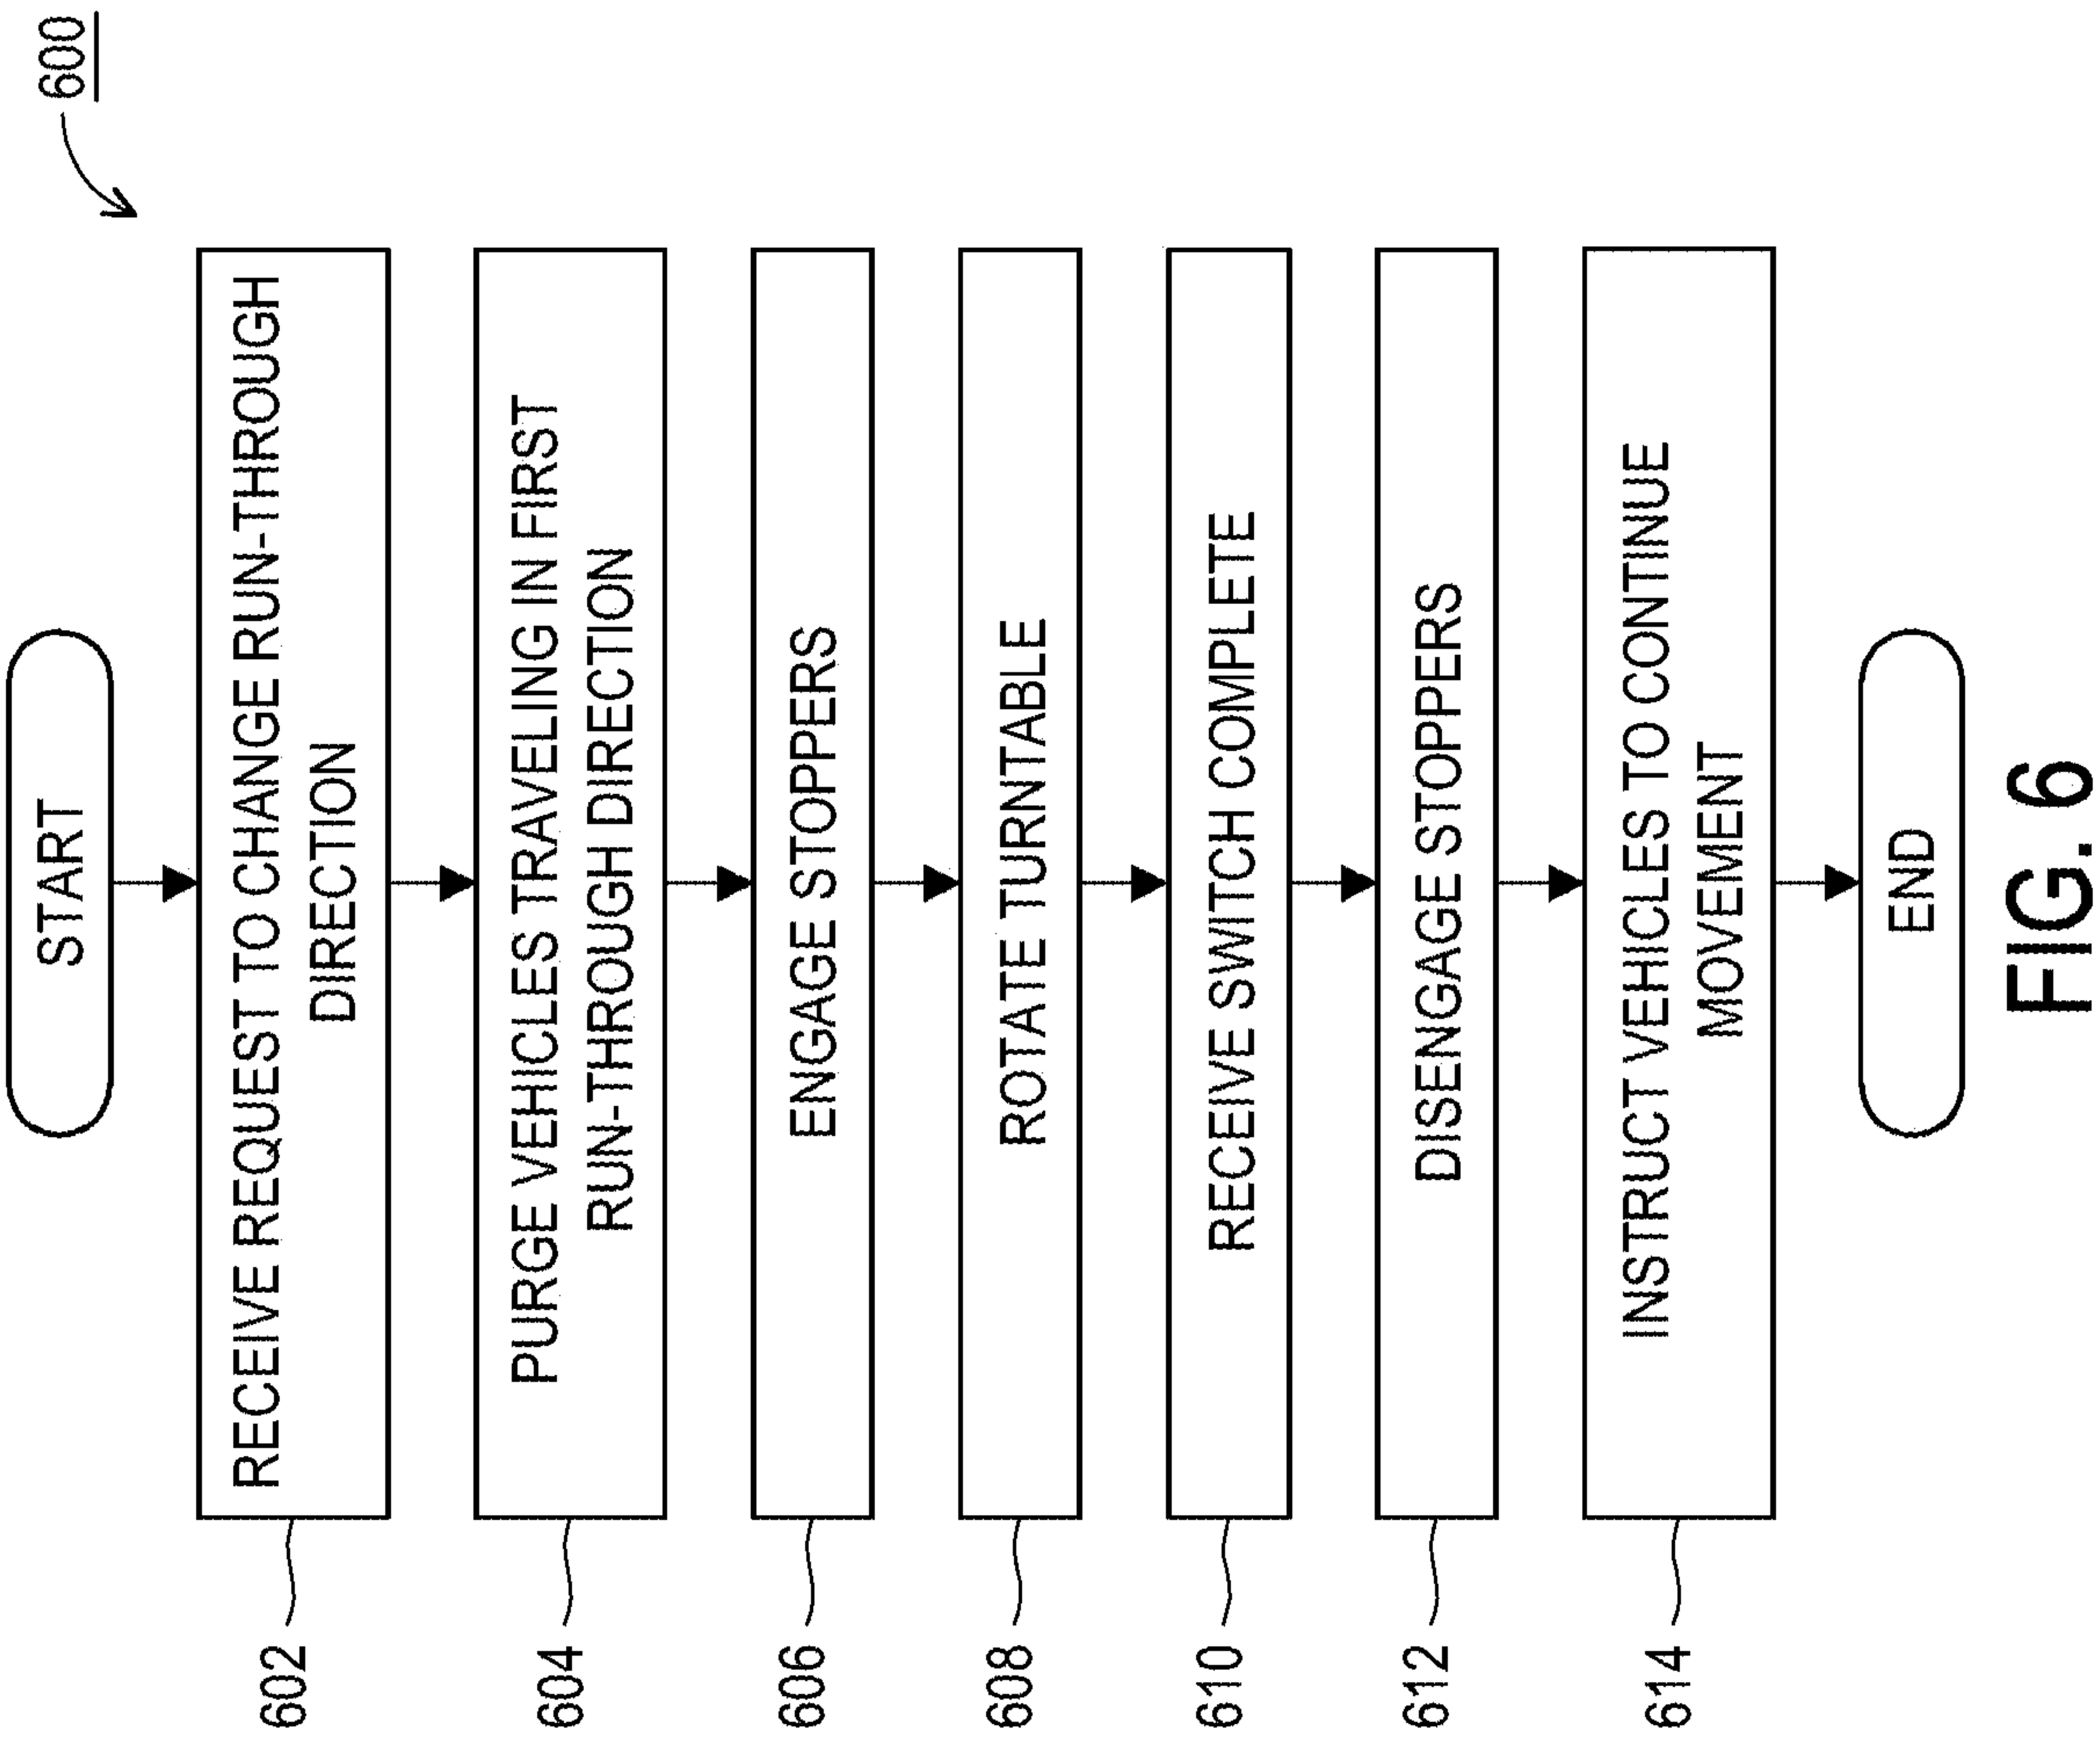 600
START
602
RECEIVE REQUEST TO CHANGE RUN-THROUGH
DIRECTION
604
PURGE VEHICLES TRAVELING IN FIRST
RUN-THROUGH DIRECTION
606
ENGAGE STOPPERS
608
ROTATE TURNTABLE
610
RECEIVE SWITCH COMPLETE
612
DISENGAGE STOPPERS
614
INSTRUCT VEHICLES TO CONTINUE
MOVEMENT
END
FIG. 6